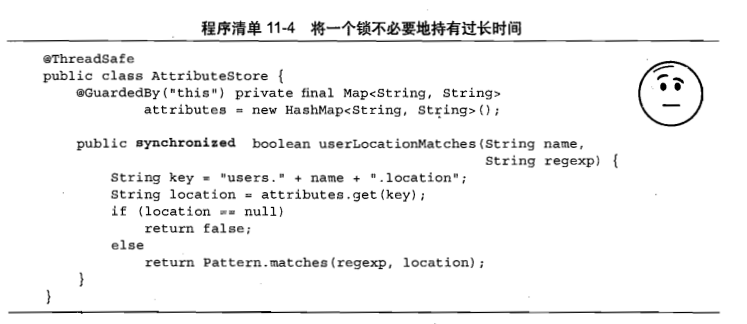 程序清单 11-4 将一个锁不必要地持有过长时间
@ThreadSafe
public class AttributeStore {
    @GuardedBy("this") private final Map<String, String>
            attributes = new HashMap<String, String>();

    public synchronized  boolean userLocationMatches(String name,
                                                     String regexp) {
        String key = "users." + name + ".location";
        String location = attributes.get(key);
        if (location == null)
            return false;
        else
            return Pattern.matches(regexp, location);
    }
}